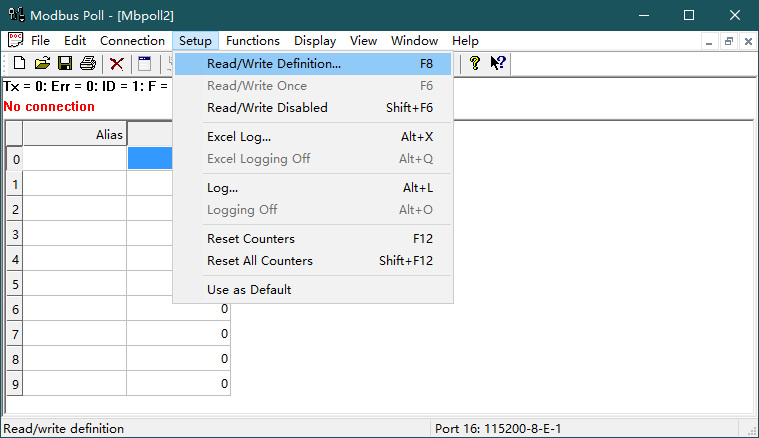 Modbus Poll - [Mbpoll2]
File Edit Connection Setup Functions Display View Window Help
Tx = 0: Err = 0: ID = 1: F =
No connection
Read/Write Definition... F8
Read/Write Once F6
Read/Write Disabled Shift+F6
Excel Log... Alt+X
Excel Logging Off Alt+Q
Log... Alt+L
Logging Off Alt+O
Reset Counters F12
Reset All Counters Shift+F12
Use as Default
Alias
0
1
2
3
4
5
6 0
7 0
8 0
9 0
Read/write definition Port 16: 115200-8-E-1